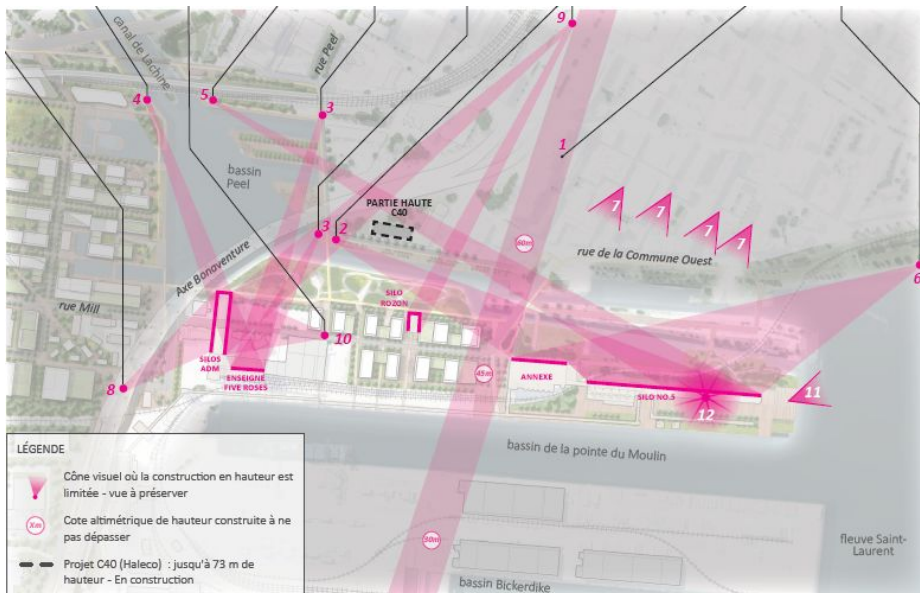 9
canal de Lachine
rue Peel
4
5
3
1
bassin
Peel
PARTIE HAUTE
C40
7
7
7
7
3
2
60m
Axe Bonaventure
rue de la Commune Ouest
6
rue Mill
SILO
ROZON
10
SILOS
ADM
ENSEIGNE
FIVE ROSES
45m
ANNEXE
8
SILO NO.5
11
12
bassin de la pointe du Moulin
LÉGENDE
Cône visuel où la construction en hauteur est
limitée - vue à préserver
Xm
Cote altimétrique de hauteur construite à ne
pas dépasser
30m
fleuve Saint-
Laurent
Projet C40 (Haleco) : jusqu'à 73 m de
hauteur - En construction
bassin Bickerdike